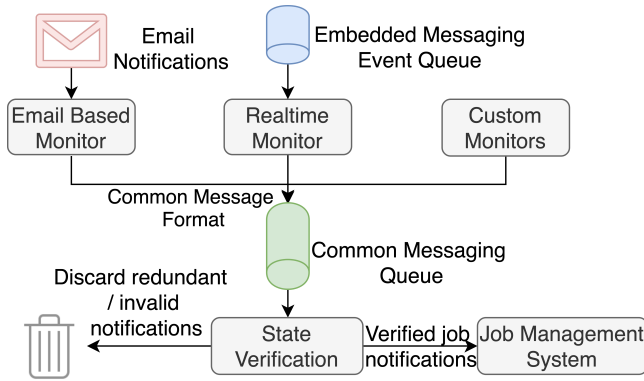 Email
Notifications
Embedded Messaging
Event Queue
Email Based
Monitor
Realtime
Monitor
Custom
Monitors
Common Message
Format
Common Messaging
Queue
Discard redundant
/ invalid
notifications
State
Verification
Verified job
notifications
Job Management
System